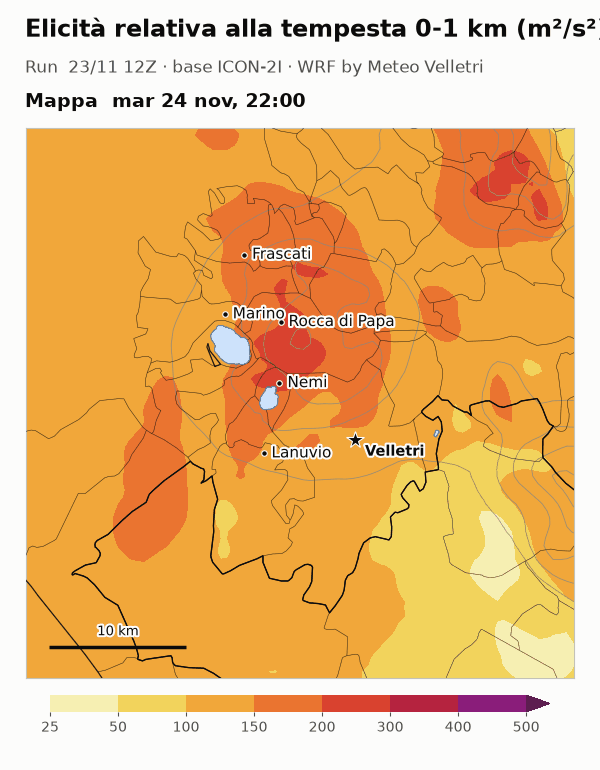 Elicità relativa alla tempesta 0-1 km (m²/s²)
Run 23/11 12Z · base ICON-2I · WRF by Meteo Velletri
Mappa mar 24 nov, 22:00
Frascati
Marino
Rocca di Papa
Nemi
Velletri
Lanuvio
10 km
25 50 100 150 200 300 400 500